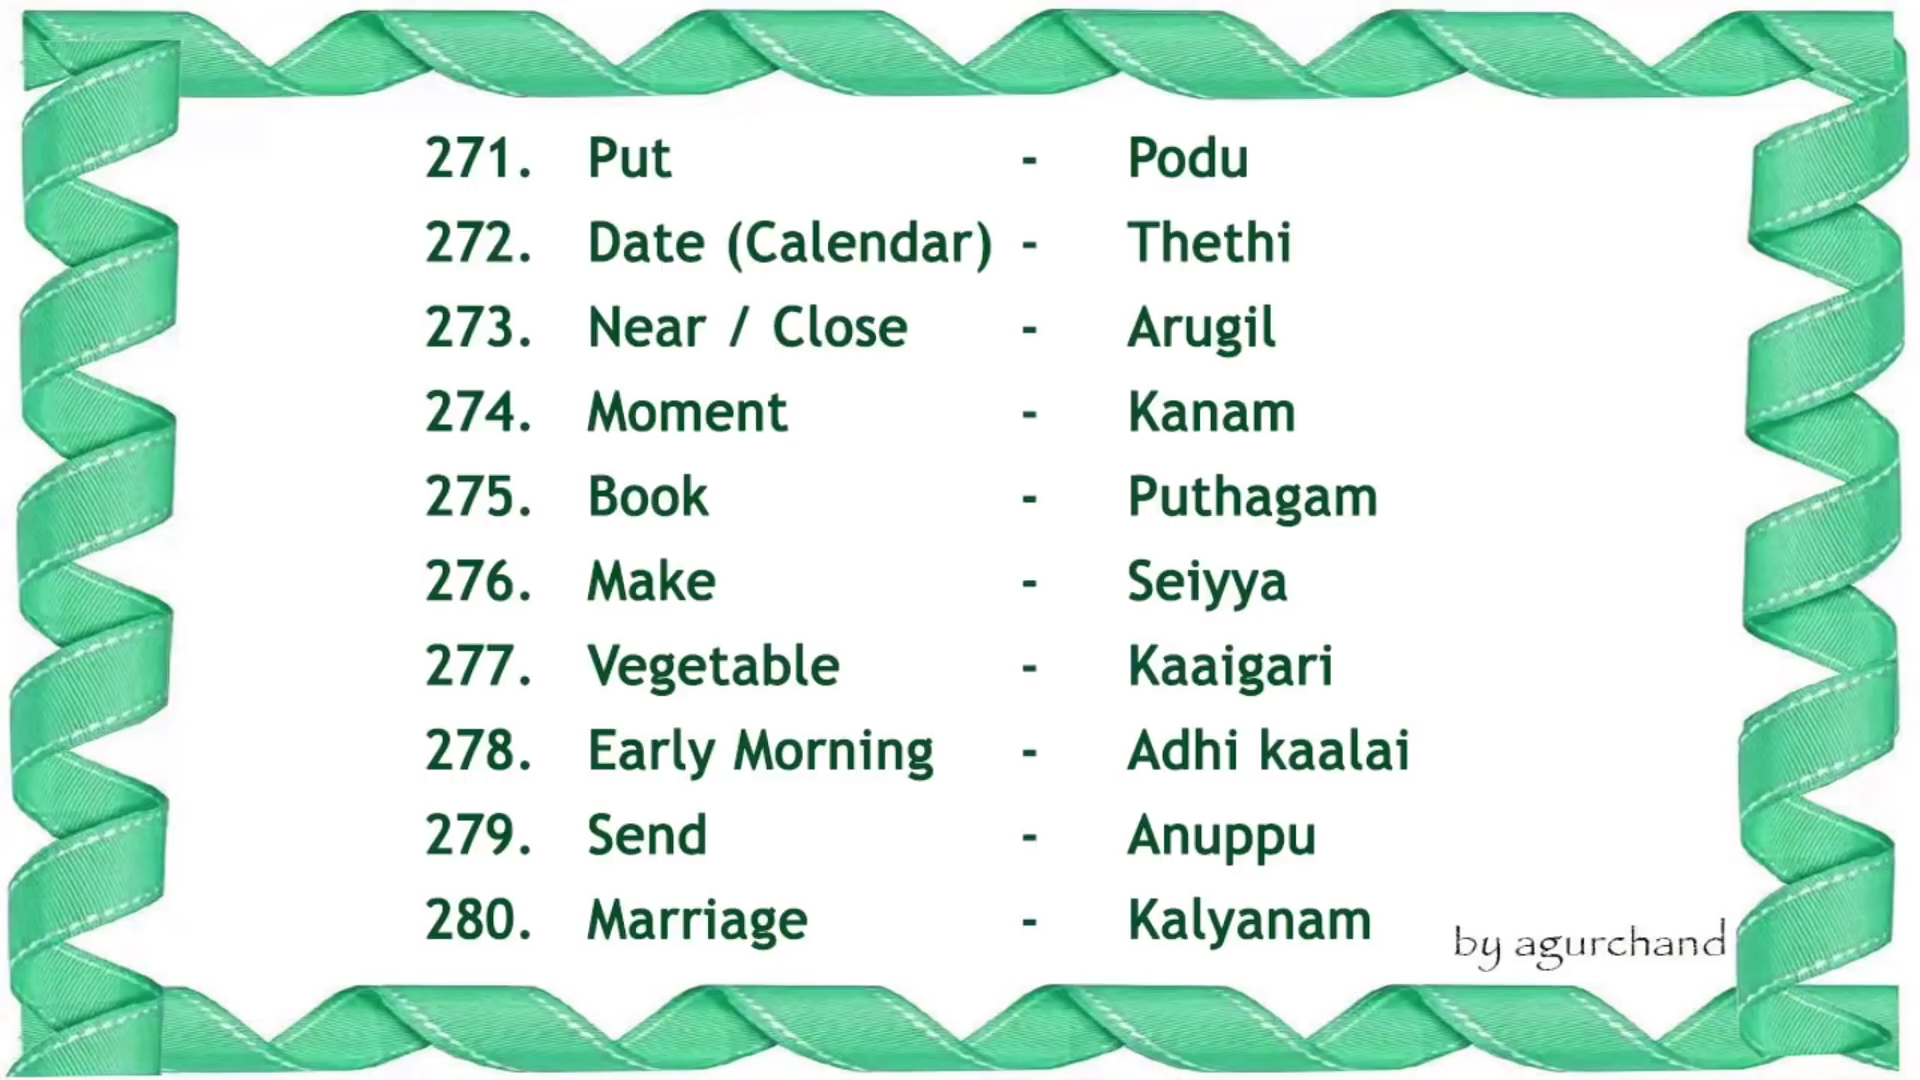 271. Put - Podu
272. Date (Calendar) - Thethi
273. Near / Close - Arugil
274. Moment - Kanam
275. Book - Puthagam
276. Make - Seiyya
277. Vegetable - Kaaigari
278. Early Morning - Adhi kaalai
279. Send - Anuppu
280. Marriage - Kalyanam
by agurchand